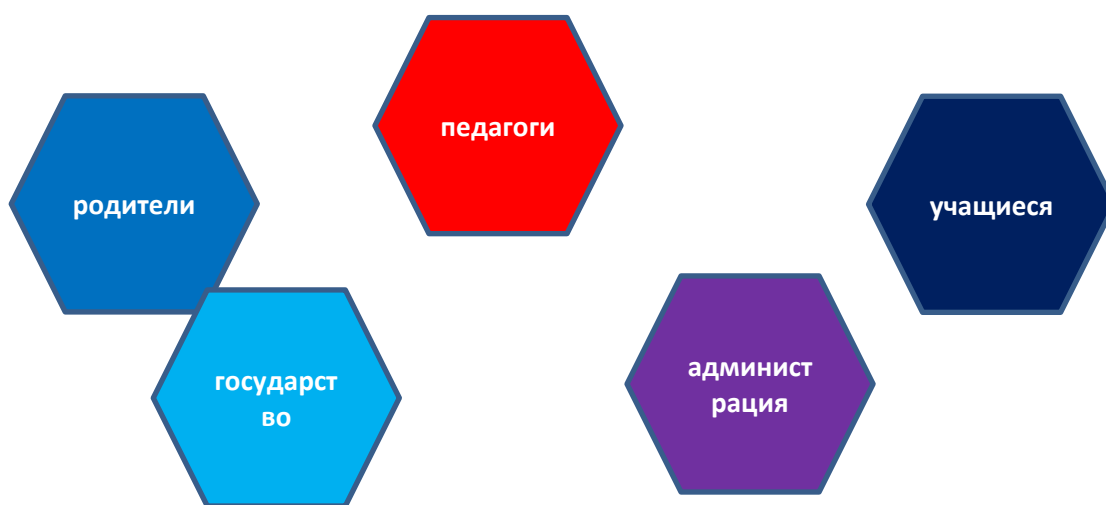 педагоги
родители
учащиеся
государст
во
админист
рация